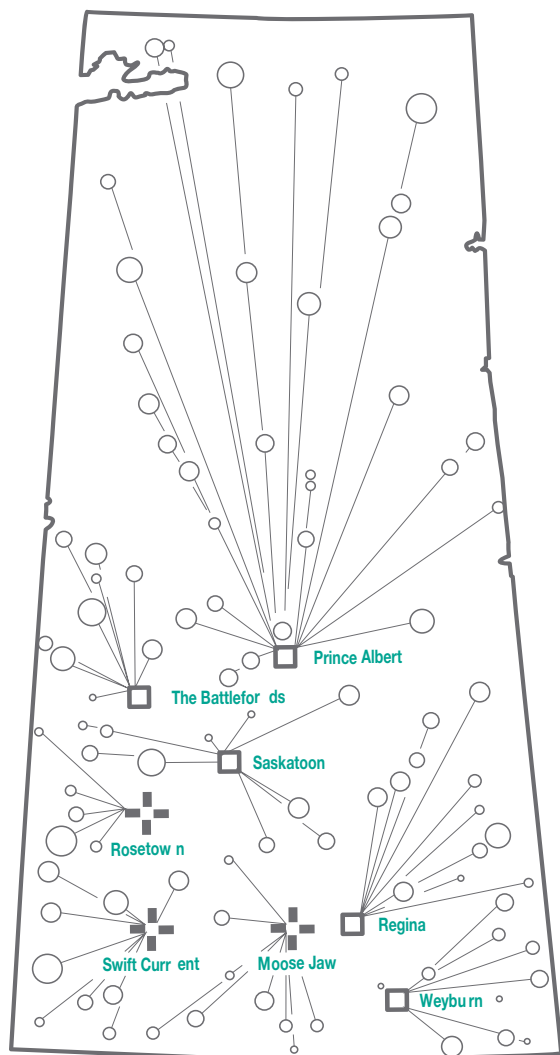 Prince Albert
The Battlefor ds
Saskatoon
Rosetow n
Regina
Swift Curr ent
Moose Jaw
Weybu rn